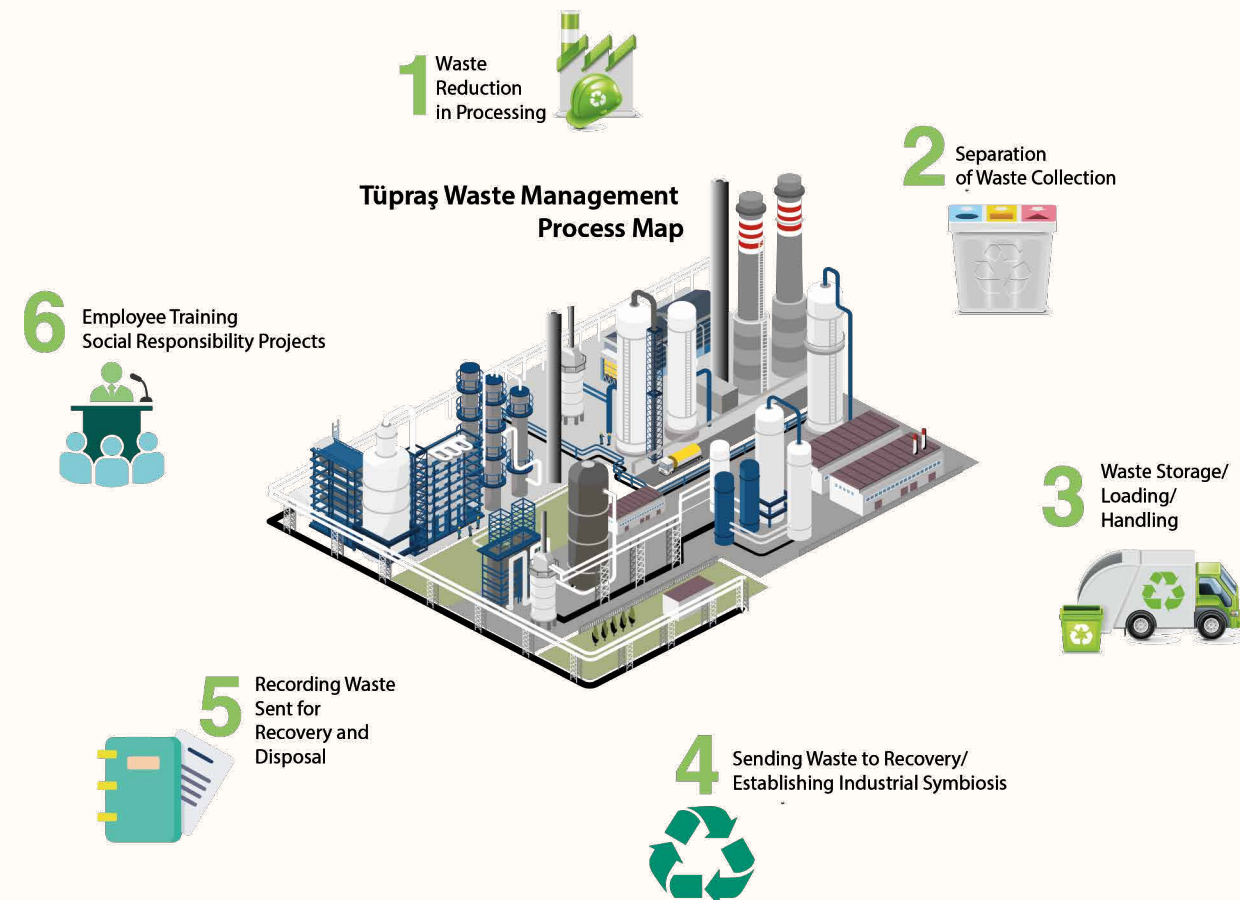 1
Waste
Reduction
in Processing
2
Separation
of Waste Collection
Tüpraş Waste Management
Process Map
6
Employee Training
Social Responsibility Projects
3
Waste Storage/
Loading/
Handling
5
Recording Waste
Sent for
Recovery and
Disposal
4
Sending Waste to Recovery/
Establishing Industrial Symbiosis